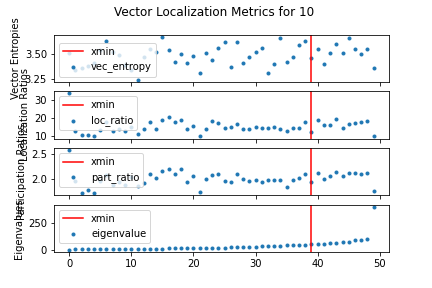 Vector Localization Metrics for 10
Vector Entropies
3.50
3.25
xmin
vec_entropy
Localization Ratios
30
20
10
xmin
loc_ratio
Participation Ratios
2.5
2.0
xmin
part_ratio
Eigenvalues
250
0
xmin
eigenvalue
0 10 20 30 40 50